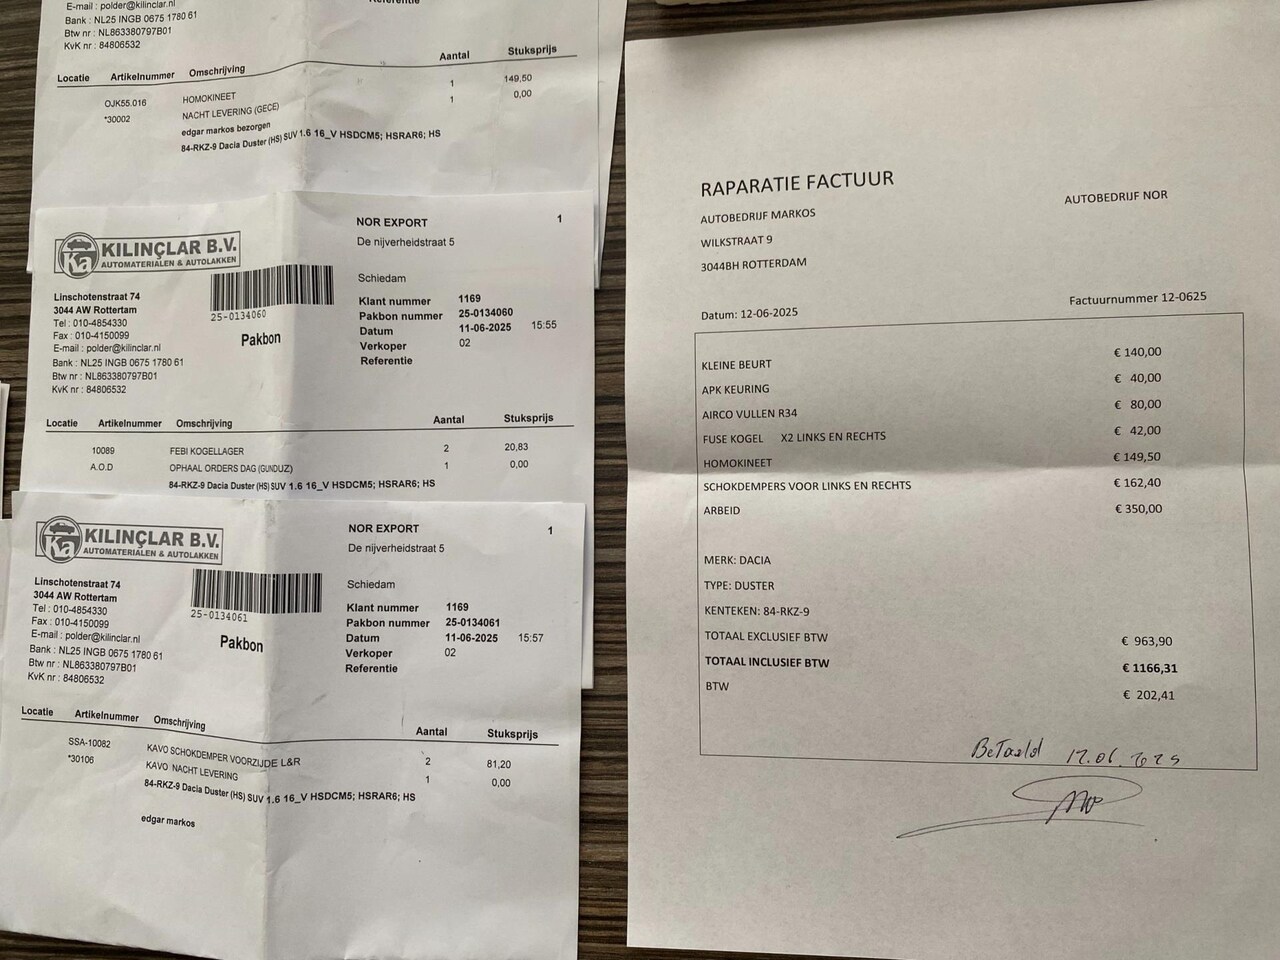 E-mail : polder@kilinclar.nl
Bank : NL25 INGB 0675 1780 61
Btw nr : NL863380797B01
KvK nr : 84806532
Referentie
Locatie Artikelnummer Omschrijving Aantal Stuksprijs
OJK55.016 HOMOKINEET 1 149,50
*30002 NACHT LEVERING (GECE) 1 0,00
edgar markos bezorgen
84-RKZ-9 Dacia Duster (HS) SUV 1.6 16_V HSDCM5; HSRAR6; HS
Ka KILINÇLAR B.V.
AUTOMATERIALEN & AUTOLAKKEN
NOR EXPORT 1
De nijverheidstraat 5
Schiedam
Linschotenstraat 74
3044 AW Rotterdam
Tel : 010-4854330
Fax : 010-4150099
E-mail : polder@kilinclar.nl
Bank : NL25 INGB 0675 1780 61
Btw nr : NL863380797B01
KvK nr : 84806532
25-0134060
Pakbon
Klant nummer 1169
Pakbon nummer 25-0134060
Datum 11-06-2025 15:55
Verkoper 02
Referentie
Locatie Artikelnummer Omschrijving Aantal Stuksprijs
10089 FEBI KOGELLAGER 2 20,83
A.O.D OPHAAL ORDERS DAG (GUNDUZ) 1 0,00
84-RKZ-9 Dacia Duster (HS) SUV 1.6 16_V HSDCM5; HSRAR6; HS
Ka KILINÇLAR B.V.
AUTOMATERIALEN & AUTOLAKKEN
NOR EXPORT 1
De nijverheidstraat 5
Schiedam
Linschotenstraat 74
3044 AW Rottertam
Tel : 010-4854330
Fax : 010-4150099
E-mail : polder@kilinclar.nl
Bank : NL25 INGB 0675 1780 61
Btw nr : NL863380797B01
KvK nr : 84806532
25-0134061
Pakbon
Klant nummer 1169
Pakbon nummer 25-0134061
Datum 11-06-2025 15:57
Verkoper 02
Referentie
Locatie Artikelnummer Omschrijving Aantal Stuksprijs
SSA-10082 KAVO SCHOKDEMPER VOORZIJDE L&R 2 81,20
*30106 KAVO NACHT LEVERING 1 0,00
84-RKZ-9 Dacia Duster (HS) SUV 1.6 16_V HSDCM5; HSRAR6; HS
edgar markos
RAPARATIE FACTUUR
AUTOBEDRIJF MARKOS AUTOBEDRIJF NOR
WILKSTRAAT 9
3044BH ROTTERDAM
Datum: 12-06-2025 Factuurnummer 12-0625
KLEINE BEURT € 140,00
APK KEURING € 40,00
AIRCO VULLEN R34 € 80,00
FUSE KOGEL X2 LINKS EN RECHTS € 42,00
HOMOKINEET € 149,50
SCHOKDEMPERS VOOR LINKS EN RECHTS € 162,40
ARBEID € 350,00
MERK: DACIA
TYPE: DUSTER
KENTEKEN: 84-RKZ-9
TOTAAL EXCLUSIEF BTW € 963,90
TOTAAL INCLUSIEF BTW € 1166,31
BTW € 202,41
BeTaald 12.06.2025